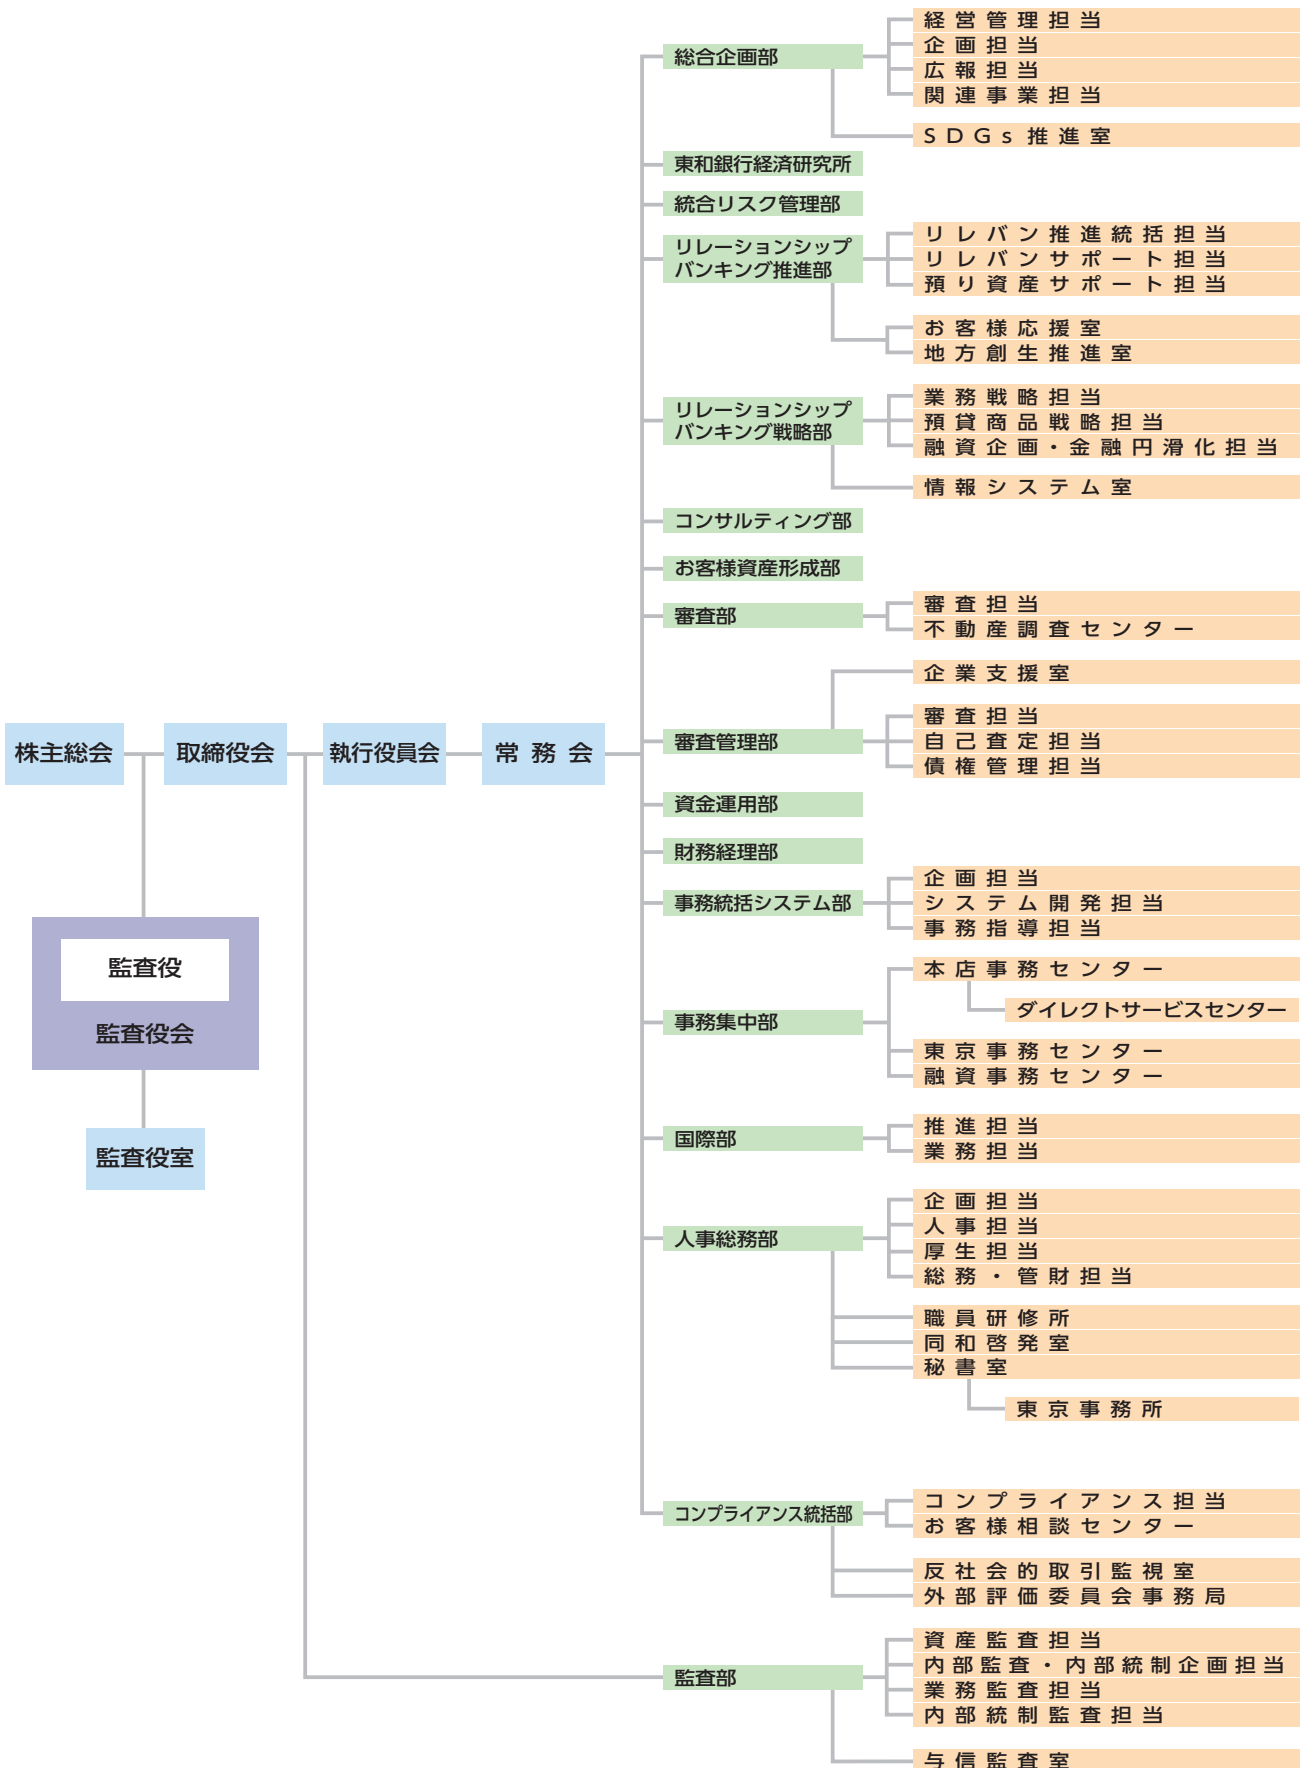 株主総会
取締役会
執行役員会
常務会
監査役
監査役会
監査役室
総合企画部
経営管理担当
企画担当
広報担当
関連事業担当
SDGs推進室
東和銀行経済研究所
統合リスク管理部
リレーションシップ
バンキング推進部
リレバン推進統括担当
リレバンサポート担当
預り資産サポート担当
お客様応援室
地方創生推進室
リレーションシップ
バンキング戦略部
業務戦略担当
預貸商品戦略担当
融資企画・金融円滑化担当
情報システム室
コンサルティング部
お客様資産形成部
審査部
審査担当
不動産調査センター
審査管理部
企業支援室
審査担当
自己査定担当
債権管理担当
資金運用部
財務経理部
事務統括システム部
企画担当
システム開発担当
事務指導担当
事務集中部
本店事務センター
ダイレクトサービスセンター
東京事務センター
融資事務センター
国際部
推進担当
業務担当
人事総務部
企画担当
人事担当
厚生担当
総務・管財担当
職員研修所
同和啓発室
秘書室
東京事務所
コンプライアンス統括部
コンプライアンス担当
お客様相談センター
反社会的取引監視室
外部評価委員会事務局
監査部
資産監査担当
内部監査・内部統制企画担当
業務監査担当
内部統制監査担当
与信監査室